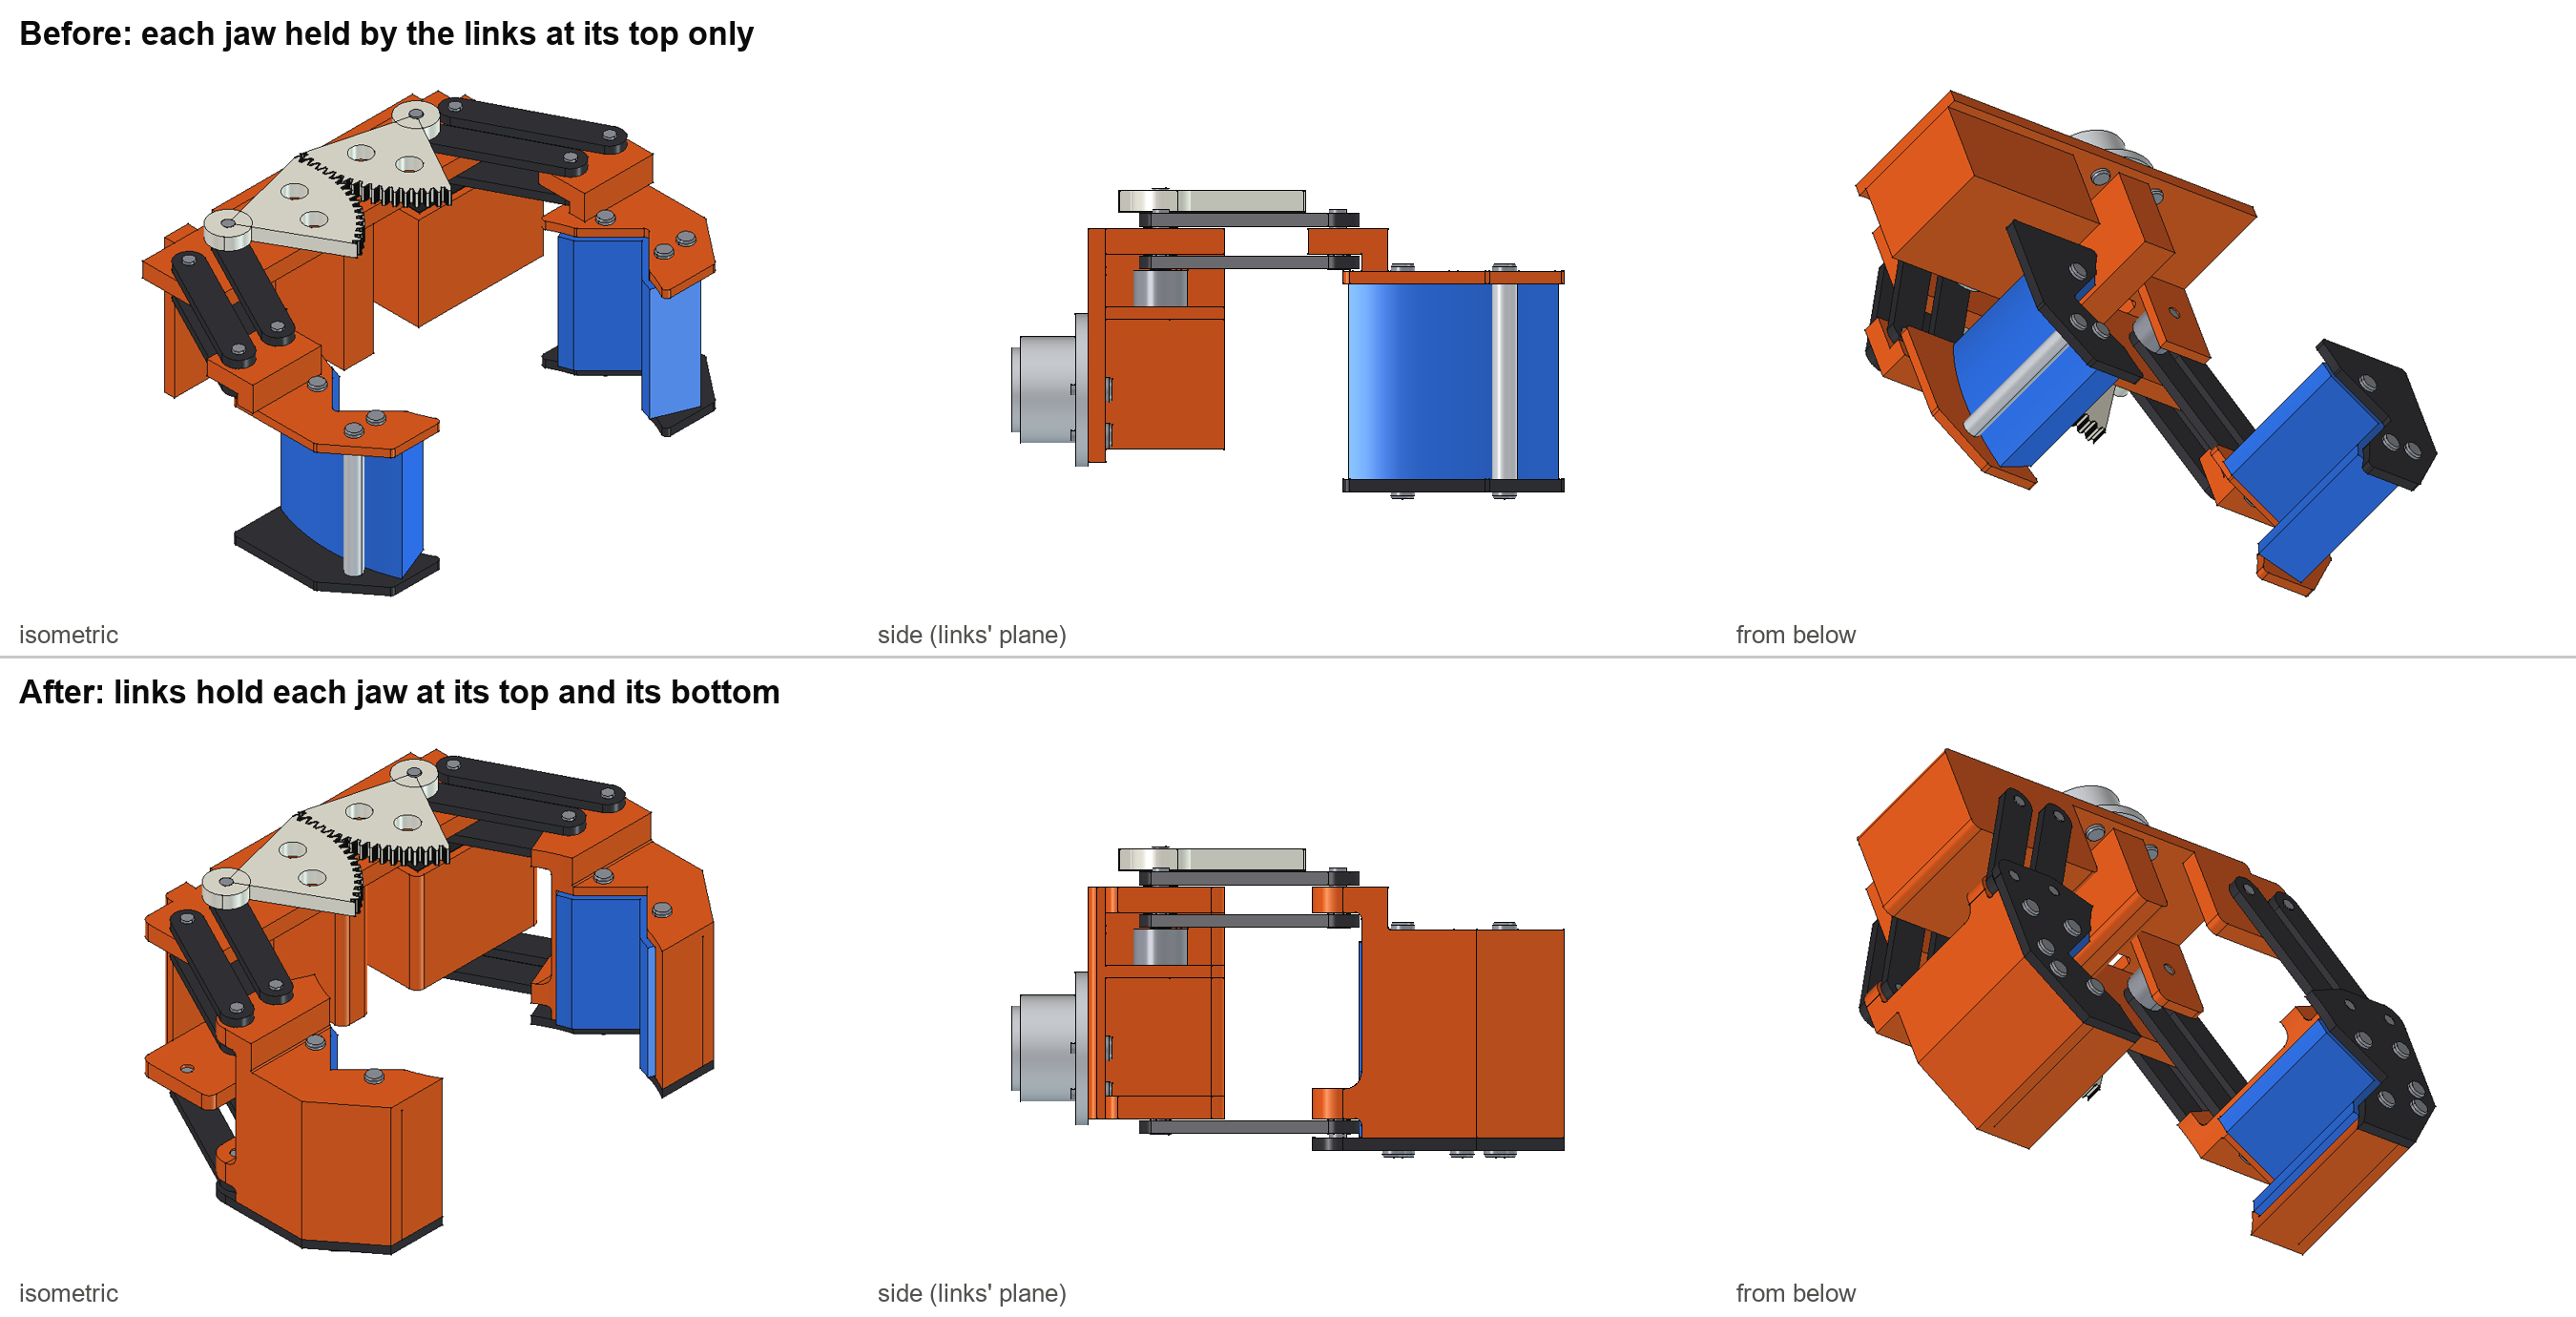 Before: each jaw held by the links at its top only
isometric
side (links' plane)
from below
After: links hold each jaw at its top and its bottom
isometric
side (links' plane)
from below